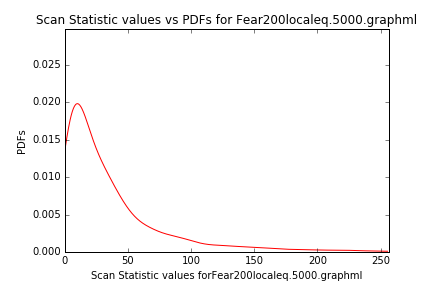 Scan Statistic values vs PDFs for Fear200localeq.5000.graphml
0.025
0.020
0.015
0.010
0.005
0.000
PDFs
0 50 100 150 200 250
Scan Statistic values forFear200localeq.5000.graphml